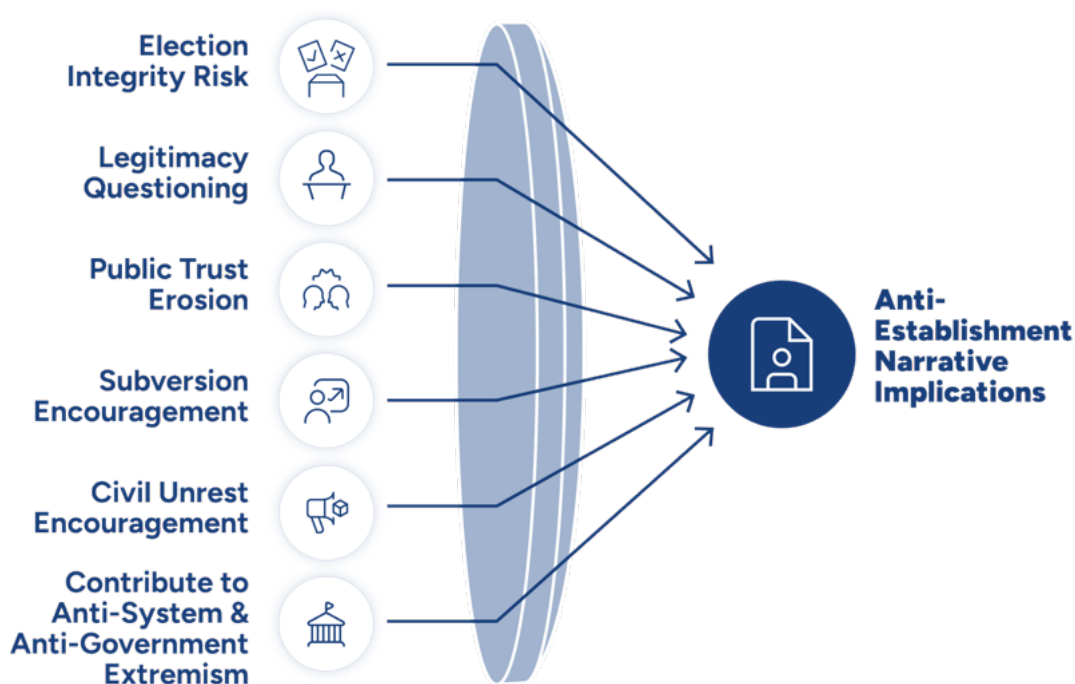 Election
Integrity Risk
Legitimacy
Questioning
Public Trust
Erosion
Subversion
Encouragement
Civil Unrest
Encouragement
Contribute to
Anti-System &
Anti-Government
Extremism
Anti-
Establishment
Narrative
Implications